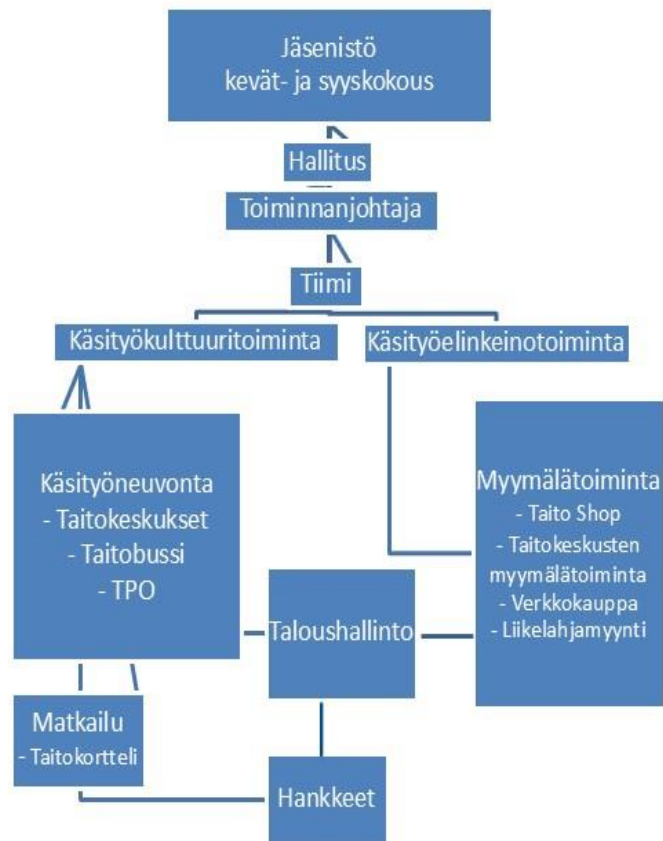 Jäsenistö
kevät- ja syyskokous
Hallitus
Toiminnanjohtaja
Tiimi
Käsityökulttuuritoiminta
Käsityöelinkeinotoiminta
Käsityöneuvonta
- Taitokeskukset
- Taitobussi
- TPO
Myymälätoiminta
- Taito Shop
- Taitokeskusten
myymälätoiminta
- Verkkokauppa
- Liikelahjamyynti
Taloushallinto
Matkailu
- Taitokortteli
Hankkeet